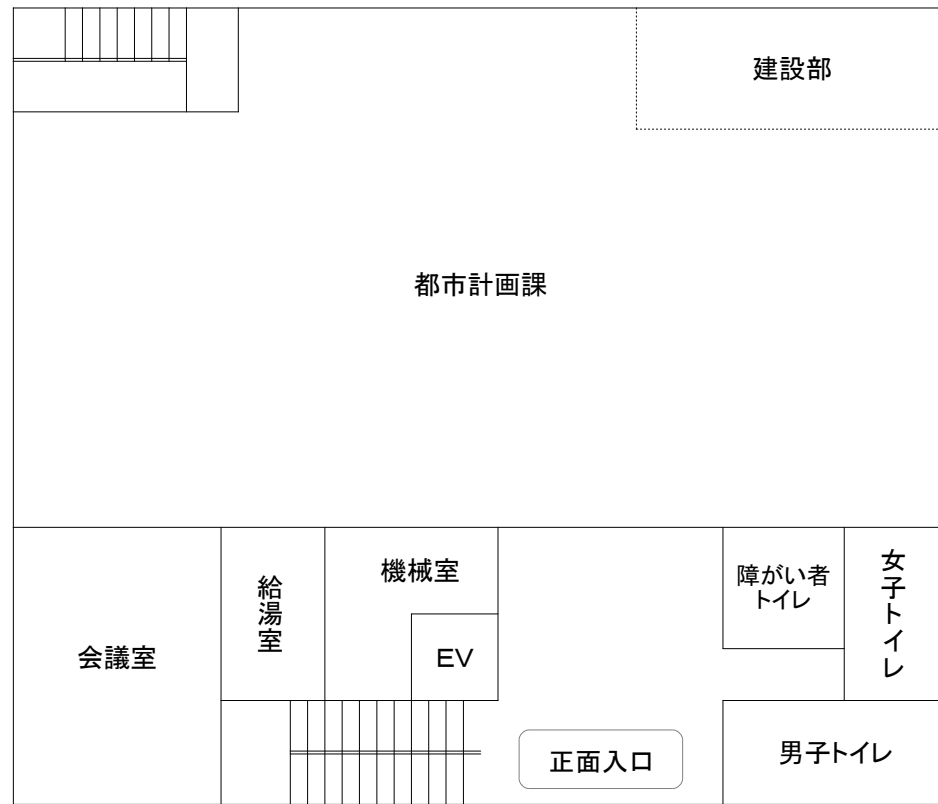 建設部
都市計画課
機械室
障がい者
トイレ
女子トイレ
給湯室
会議室
EV
正面入口
男子トイレ